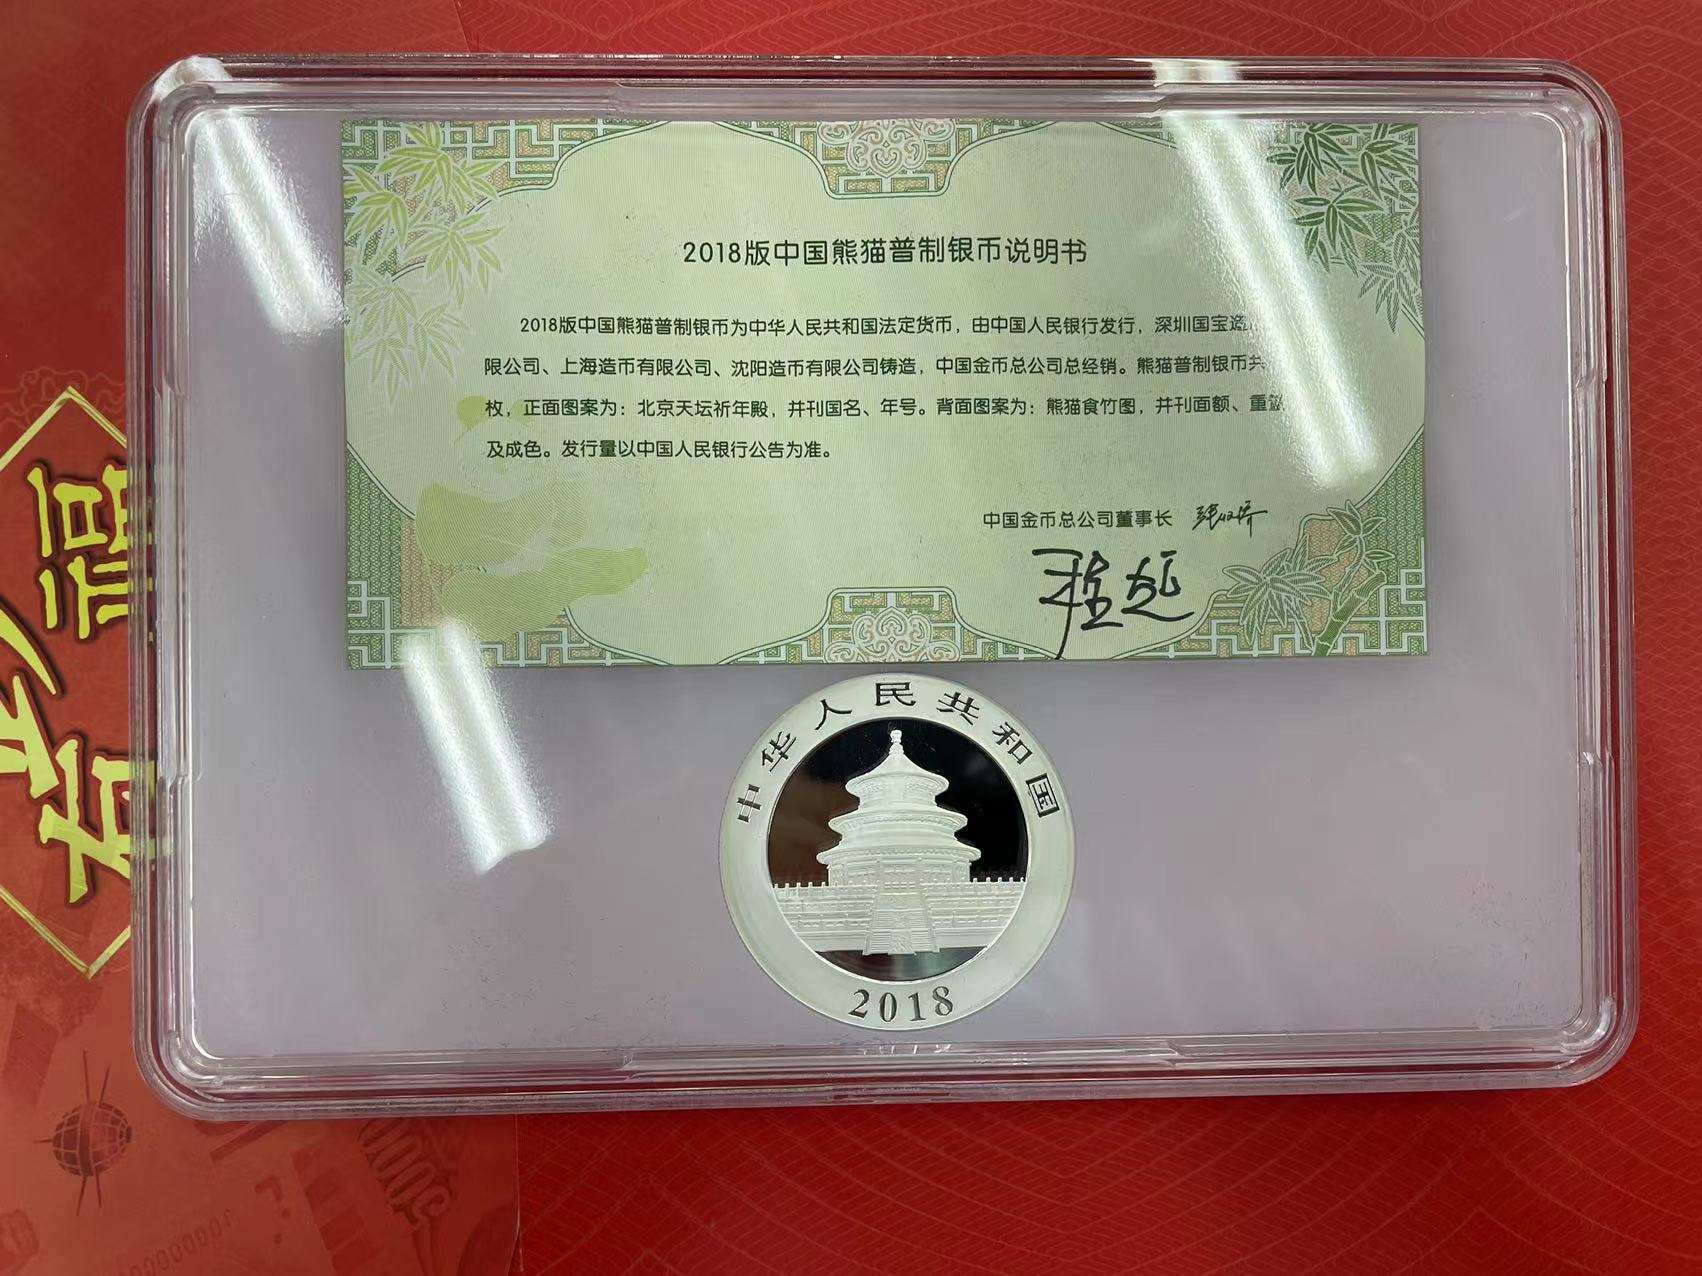 2018版中国熊猫普制银币说明书
2018版中国熊猫普制银币为中华人民共和国法定货币，由中国人民银行发行，深圳国宝造
限公司、上海造币有限公司、沈阳造币有限公司铸造，中国金币总公司总经销。熊猫普制银币共
枚，正面图案为：北京天坛祈年殿，并刊国名、年号。背面图案为：熊猫食竹图，并刊面额、重
及成色。发行量以中国人民银行公告为准。
中国金币总公司董事长
中华人民共和国
2018
福